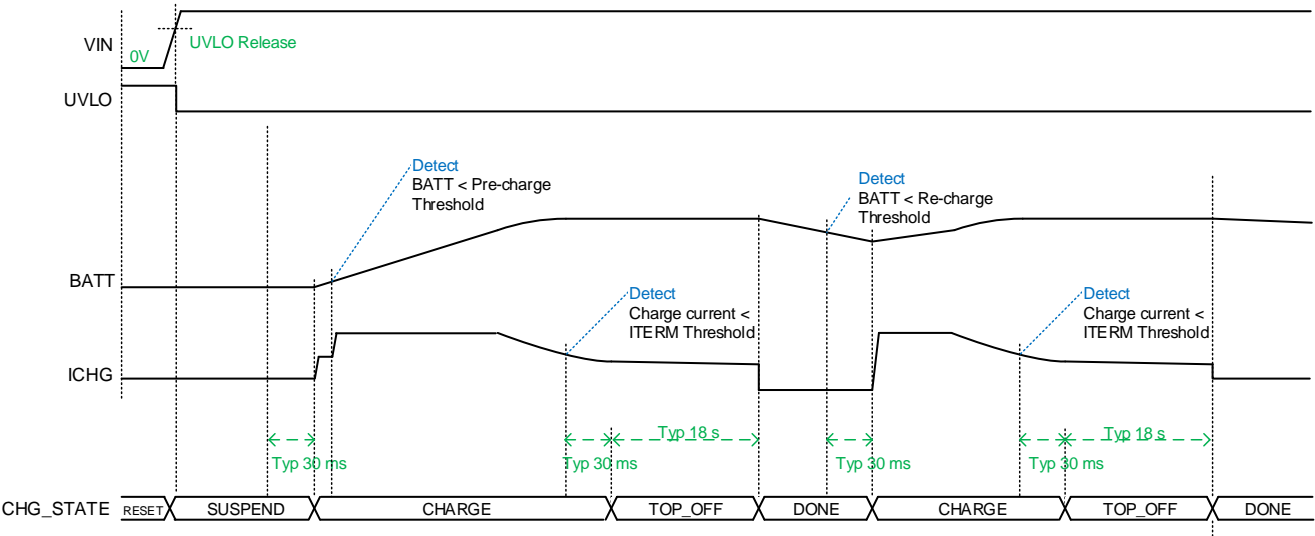 VIN
0V
UVLO Release
UVLO
Detect
BATT < Pre-charge
Threshold
Detect
BATT < Re-charge
Threshold
BATT
Detect
Charge current <
ITERM Threshold
Detect
Charge current <
ITERM Threshold
ICHG
Typ 18 s
Typ 18 s
Typ 30 ms
Typ 30 ms
Typ 30 ms
Typ 30 ms
CHG_STATE
RESET
SUSPEND
CHARGE
TOP_OFF
DONE
CHARGE
TOP_OFF
DONE